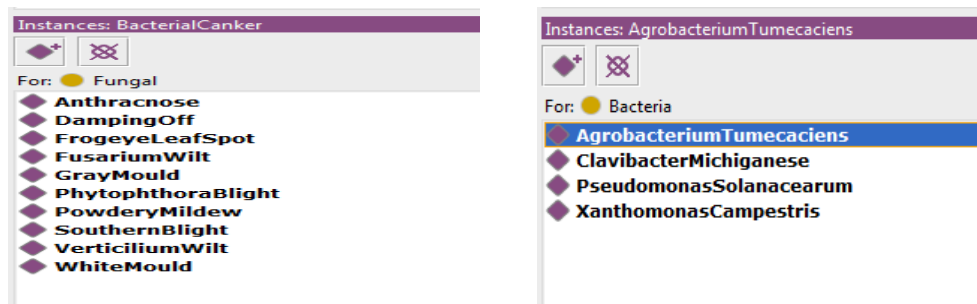 Instances: BacterialCanker
For: Fungal
Anthracnose
DampingOff
FrogeyeLeafSpot
FusariumWilt
GrayMould
PhytophthoraBlight
PowderyMildew
SouthernBlight
VerticiliumWilt
WhiteMould
Instances: AgrobacteriumTumecaciens
For: Bacteria
AgrobacteriumTumecaciens
ClavibacterMichiganese
PseudomonasSolanacearum
XanthomonasCampestris